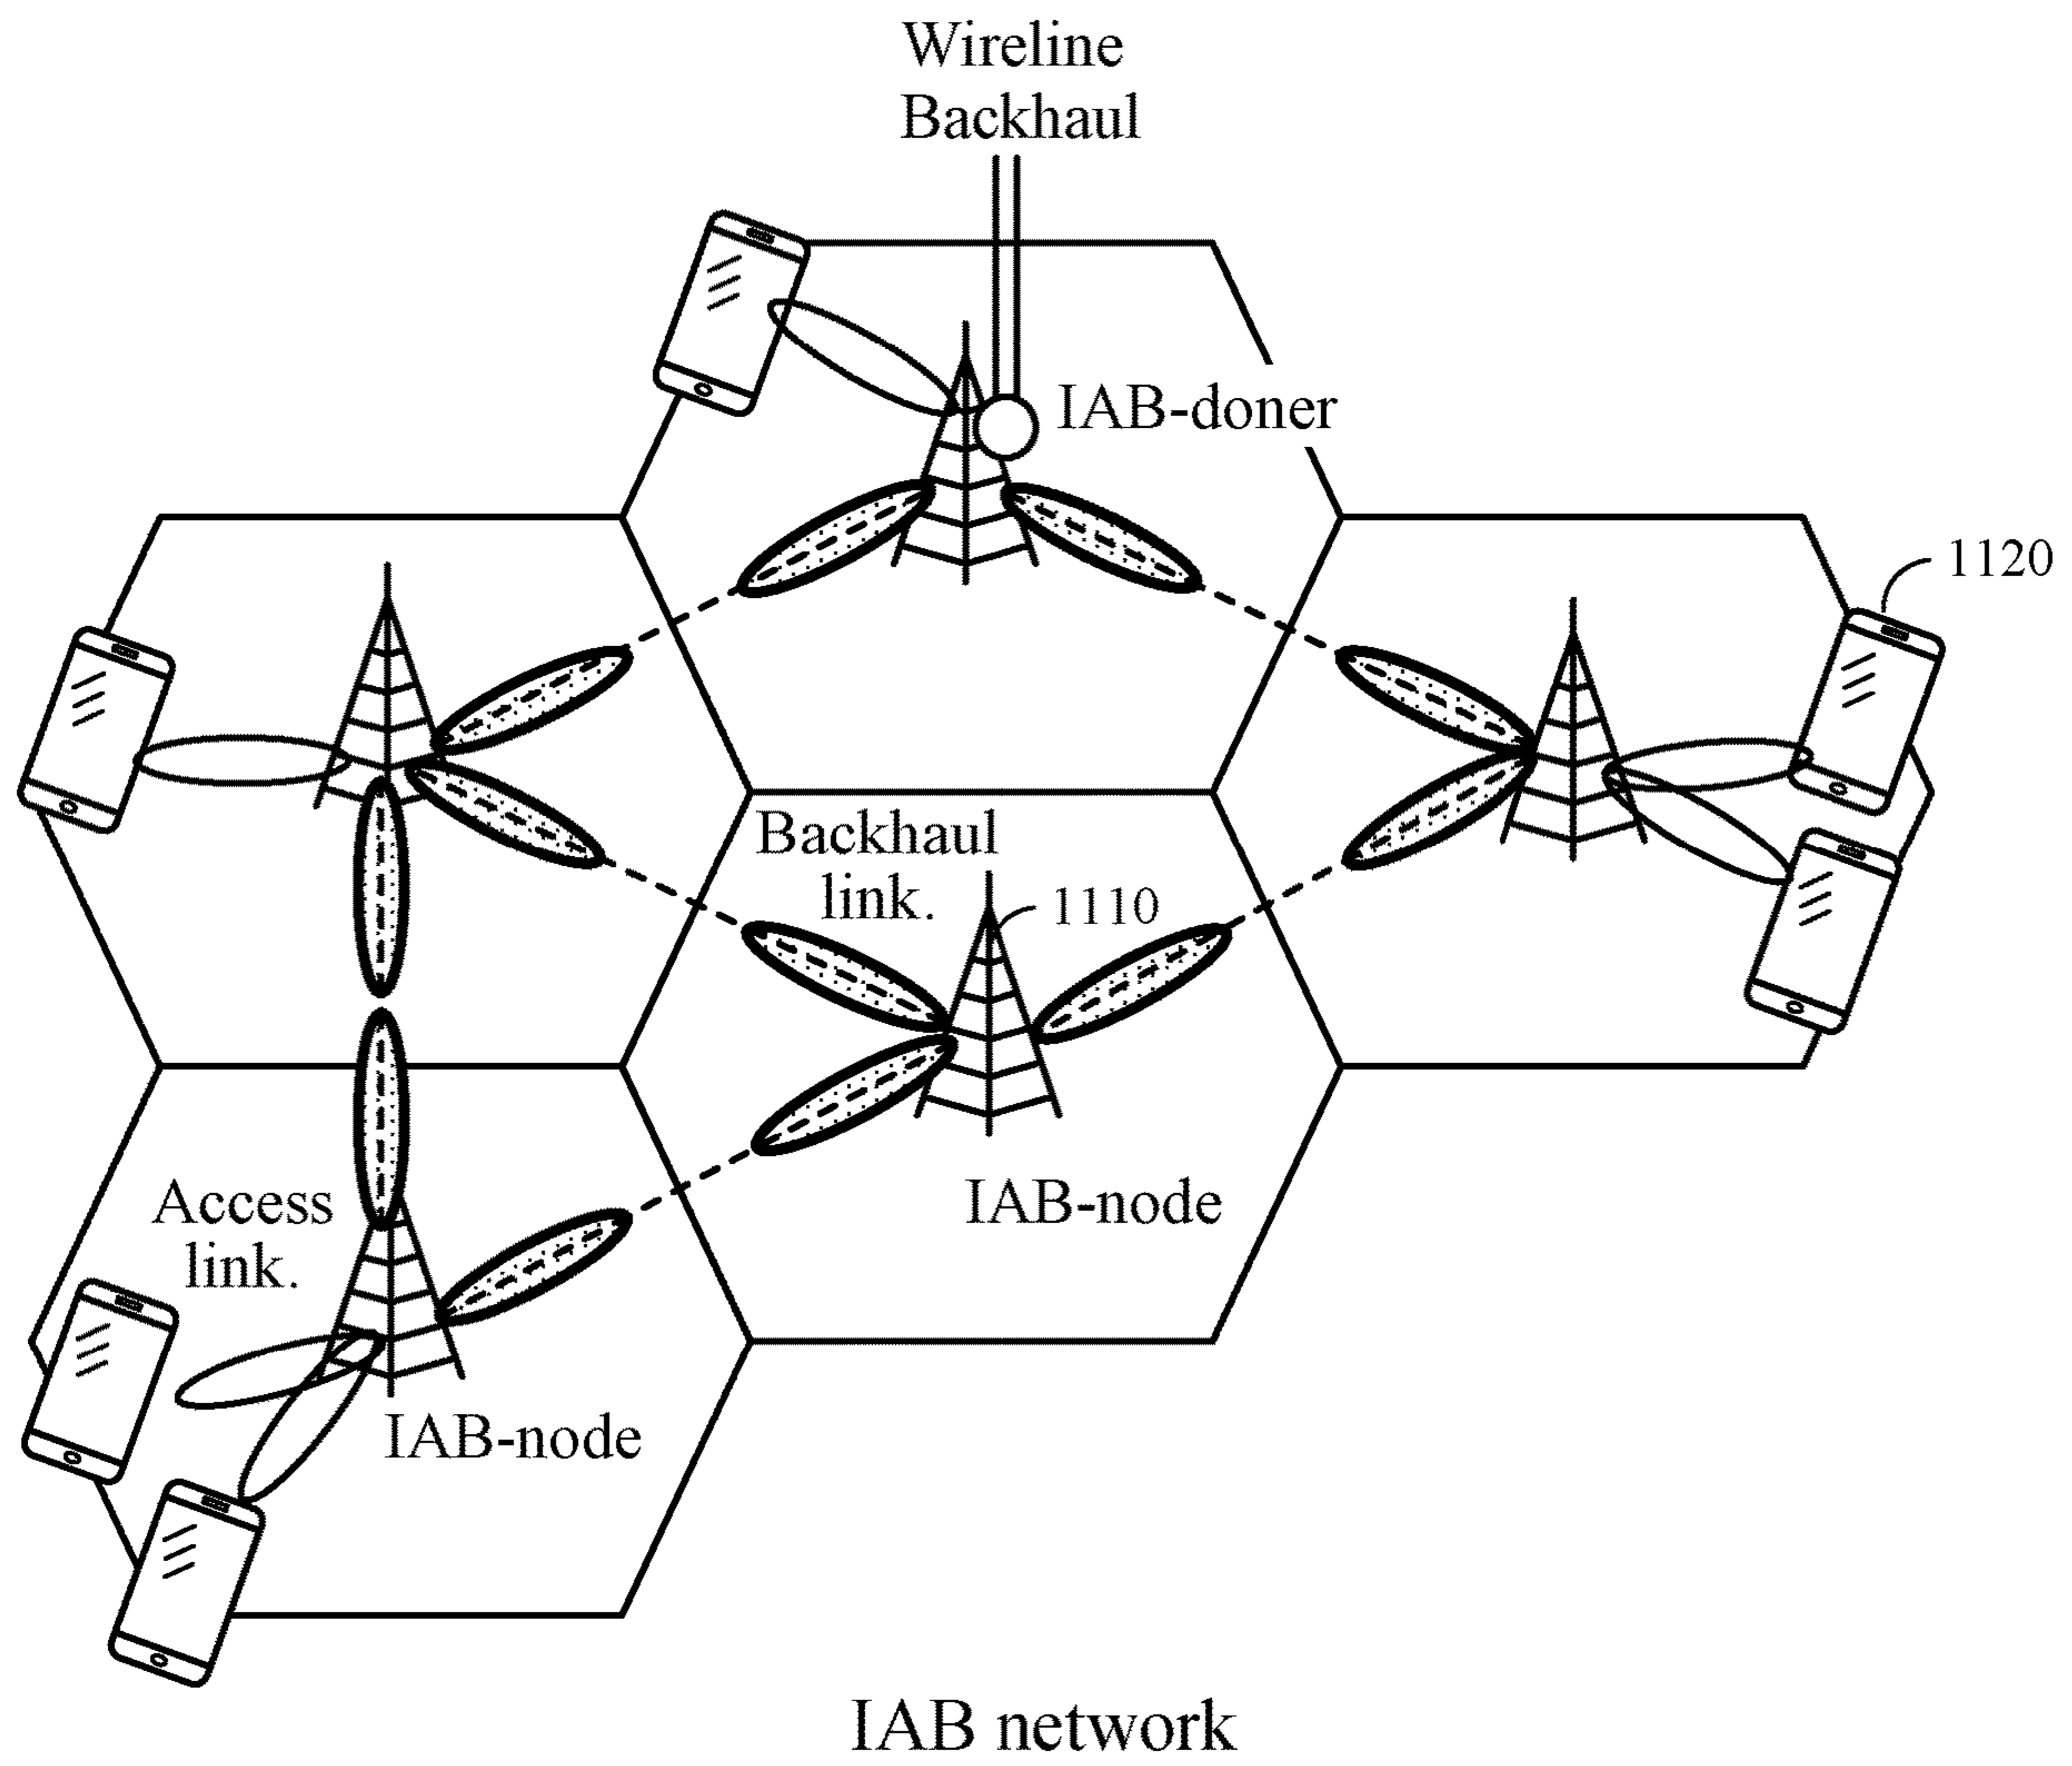 Wireline
Backhaul
IAB-doner
1120
Backhaul
link.
1110
Access
link.
IAB-node
IAB-node
IAB network